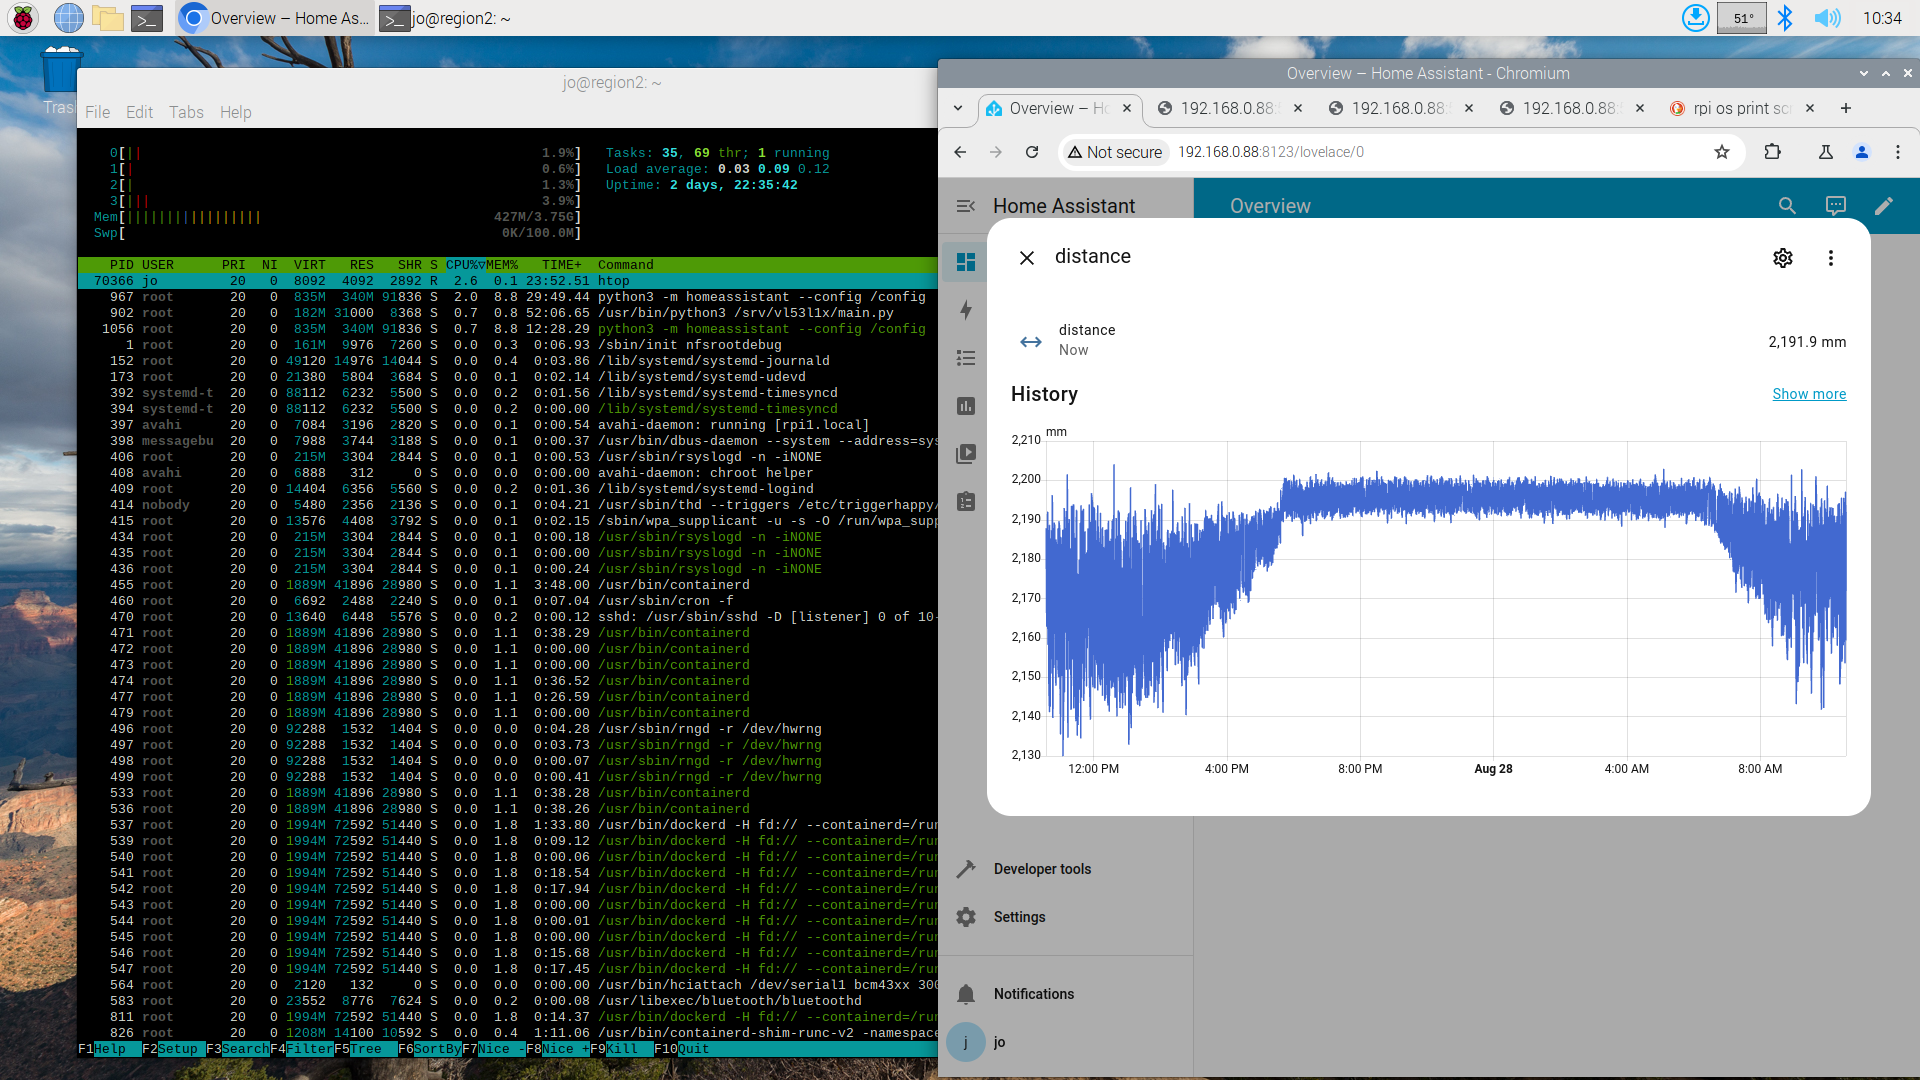 Overview – Home As...
jo@region2: ~
51°
10:34
Tras
jo@region2: ~
File Edit Tabs Help
0[|| 1.9%] Tasks: 35, 69 thr; 1 running
1[| 0.6%] Load average: 0.03 0.09 0.12
2[| 1.3%] Uptime: 2 days, 22:35:42
3[||| 3.9%]
Mem[||||||||||||||||| 427M/3.75G]
Swp[ 0K/100.0M]
PID USER PRI NI VIRT RES SHR S CPU%▽MEM% TIME+ Command
70366 jo 20 0 8092 4092 2892 R 2.6 0.1 23:52.51 htop
967 root 20 0 835M 340M 91836 S 2.0 8.8 29:49.44 python3 -m homeassistant --config /config
902 root 20 0 182M 31000 8368 S 0.7 0.8 52:06.65 /usr/bin/python3 /srv/vl53l1x/main.py
1056 root 20 0 835M 340M 91836 S 0.7 8.8 12:28.29 python3 -m homeassistant --config /config
1 root 20 0 161M 9976 7260 S 0.0 0.3 0:06.93 /sbin/init nfsrootdebug
152 root 20 0 49120 14976 14044 S 0.0 0.4 0:03.86 /lib/systemd/systemd-journald
173 root 20 0 21380 5804 3684 S 0.0 0.1 0:02.14 /lib/systemd/systemd-udevd
392 systemd-t 20 0 88112 6232 5500 S 0.0 0.2 0:01.56 /lib/systemd/systemd-timesyncd
394 systemd-t 20 0 88112 6232 5500 S 0.0 0.2 0:00.00 /lib/systemd/systemd-timesyncd
397 avahi 20 0 7084 3196 2820 S 0.0 0.1 0:00.54 avahi-daemon: running [rpi1.local]
398 messagebu 20 0 7988 3744 3188 S 0.0 0.1 0:00.37 /usr/bin/dbus-daemon --system --address=sys
406 root 20 0 215M 3304 2844 S 0.0 0.1 0:00.53 /usr/sbin/rsyslogd -n -iNONE
408 avahi 20 0 6888 312 0 S 0.0 0.0 0:00.00 avahi-daemon: chroot helper
409 root 20 0 14404 6356 5560 S 0.0 0.2 0:01.36 /lib/systemd/systemd-logind
414 nobody 20 0 5480 2356 2136 S 0.0 0.1 0:04.21 /usr/sbin/thd --triggers /etc/triggerhappy/
415 root 20 0 13576 4408 3792 S 0.0 0.1 0:02.15 /sbin/wpa_supplicant -u -s -O /run/wpa_supp
434 root 20 0 215M 3304 2844 S 0.0 0.1 0:00.18 /usr/sbin/rsyslogd -n -iNONE
435 root 20 0 215M 3304 2844 S 0.0 0.1 0:00.00 /usr/sbin/rsyslogd -n -iNONE
436 root 20 0 215M 3304 2844 S 0.0 0.1 0:00.24 /usr/sbin/rsyslogd -n -iNONE
455 root 20 0 1889M 41896 28980 S 0.0 1.1 3:48.00 /usr/bin/containerd
460 root 20 0 6692 2488 2240 S 0.0 0.1 0:07.04 /usr/sbin/cron -f
470 root 20 0 13640 6448 5576 S 0.0 0.2 0:00.12 sshd: /usr/sbin/sshd -D [listener] 0 of 10-
471 root 20 0 1889M 41896 28980 S 0.0 1.1 0:38.29 /usr/bin/containerd
472 root 20 0 1889M 41896 28980 S 0.0 1.1 0:00.00 /usr/bin/containerd
473 root 20 0 1889M 41896 28980 S 0.0 1.1 0:00.00 /usr/bin/containerd
474 root 20 0 1889M 41896 28980 S 0.0 1.1 0:36.52 /usr/bin/containerd
477 root 20 0 1889M 41896 28980 S 0.0 1.1 0:26.59 /usr/bin/containerd
479 root 20 0 1889M 41896 28980 S 0.0 1.1 0:00.00 /usr/bin/containerd
496 root 20 0 92288 1532 1404 S 0.0 0.0 0:04.28 /usr/sbin/rngd -r /dev/hwrng
497 root 20 0 92288 1532 1404 S 0.0 0.0 0:03.73 /usr/sbin/rngd -r /dev/hwrng
498 root 20 0 92288 1532 1404 S 0.0 0.0 0:00.07 /usr/sbin/rngd -r /dev/hwrng
499 root 20 0 92288 1532 1404 S 0.0 0.0 0:00.41 /usr/sbin/rngd -r /dev/hwrng
533 root 20 0 1889M 41896 28980 S 0.0 1.1 0:38.28 /usr/bin/containerd
536 root 20 0 1889M 41896 28980 S 0.0 1.1 0:38.26 /usr/bin/containerd
537 root 20 0 1994M 72592 51440 S 0.0 1.8 1:33.80 /usr/bin/dockerd -H fd:// --containerd=/run
539 root 20 0 1994M 72592 51440 S 0.0 1.8 0:09.12 /usr/bin/dockerd -H fd:// --containerd=/run
540 root 20 0 1994M 72592 51440 S 0.0 1.8 0:00.06 /usr/bin/dockerd -H fd:// --containerd=/run
541 root 20 0 1994M 72592 51440 S 0.0 1.8 0:18.54 /usr/bin/dockerd -H fd:// --containerd=/run
542 root 20 0 1994M 72592 51440 S 0.0 1.8 0:17.94 /usr/bin/dockerd -H fd:// --containerd=/run
543 root 20 0 1994M 72592 51440 S 0.0 1.8 0:00.00 /usr/bin/dockerd -H fd:// --containerd=/run
544 root 20 0 1994M 72592 51440 S 0.0 1.8 0:00.01 /usr/bin/dockerd -H fd:// --containerd=/run
545 root 20 0 1994M 72592 51440 S 0.0 1.8 0:00.00 /usr/bin/dockerd -H fd:// --containerd=/run
546 root 20 0 1994M 72592 51440 S 0.0 1.8 0:15.68 /usr/bin/dockerd -H fd:// --containerd=/run
547 root 20 0 1994M 72592 51440 S 0.0 1.8 0:17.45 /usr/bin/dockerd -H fd:// --containerd=/run
564 root 20 0 2120 132 0 S 0.0 0.0 0:00.00 /usr/bin/hciattach /dev/serial1 bcm43xx 300
583 root 20 0 23552 8776 7624 S 0.0 0.2 0:00.08 /usr/libexec/bluetooth/bluetoothd
811 root 20 0 1994M 72592 51440 S 0.0 1.8 0:14.37 /usr/bin/dockerd -H fd:// --containerd=/run
826 root 20 0 1208M 14100 10592 S 0.0 0.4 1:11.06 /usr/bin/containerd-shim-runc-v2 -namespace
F1Help F2Setup F3SearchF4FilterF5Tree F6SortByF7Nice -F8Nice +F9Kill F10Quit
Overview – Home Assistant - Chromium
Overview – Ho
192.168.0.88:
192.168.0.88:
192.168.0.88:
rpi os print scr
Not secure
192.168.0.88:8123/lovelace/0
Home Assistant
Overview
distance
distance
Now
2,191.9 mm
History
Show more
mm
2,210
2,200
2,190
2,180
2,170
2,160
2,150
2,140
2,130
12:00 PM 4:00 PM 8:00 PM Aug 28 4:00 AM 8:00 AM
Developer tools
Settings
Notifications
j
jo